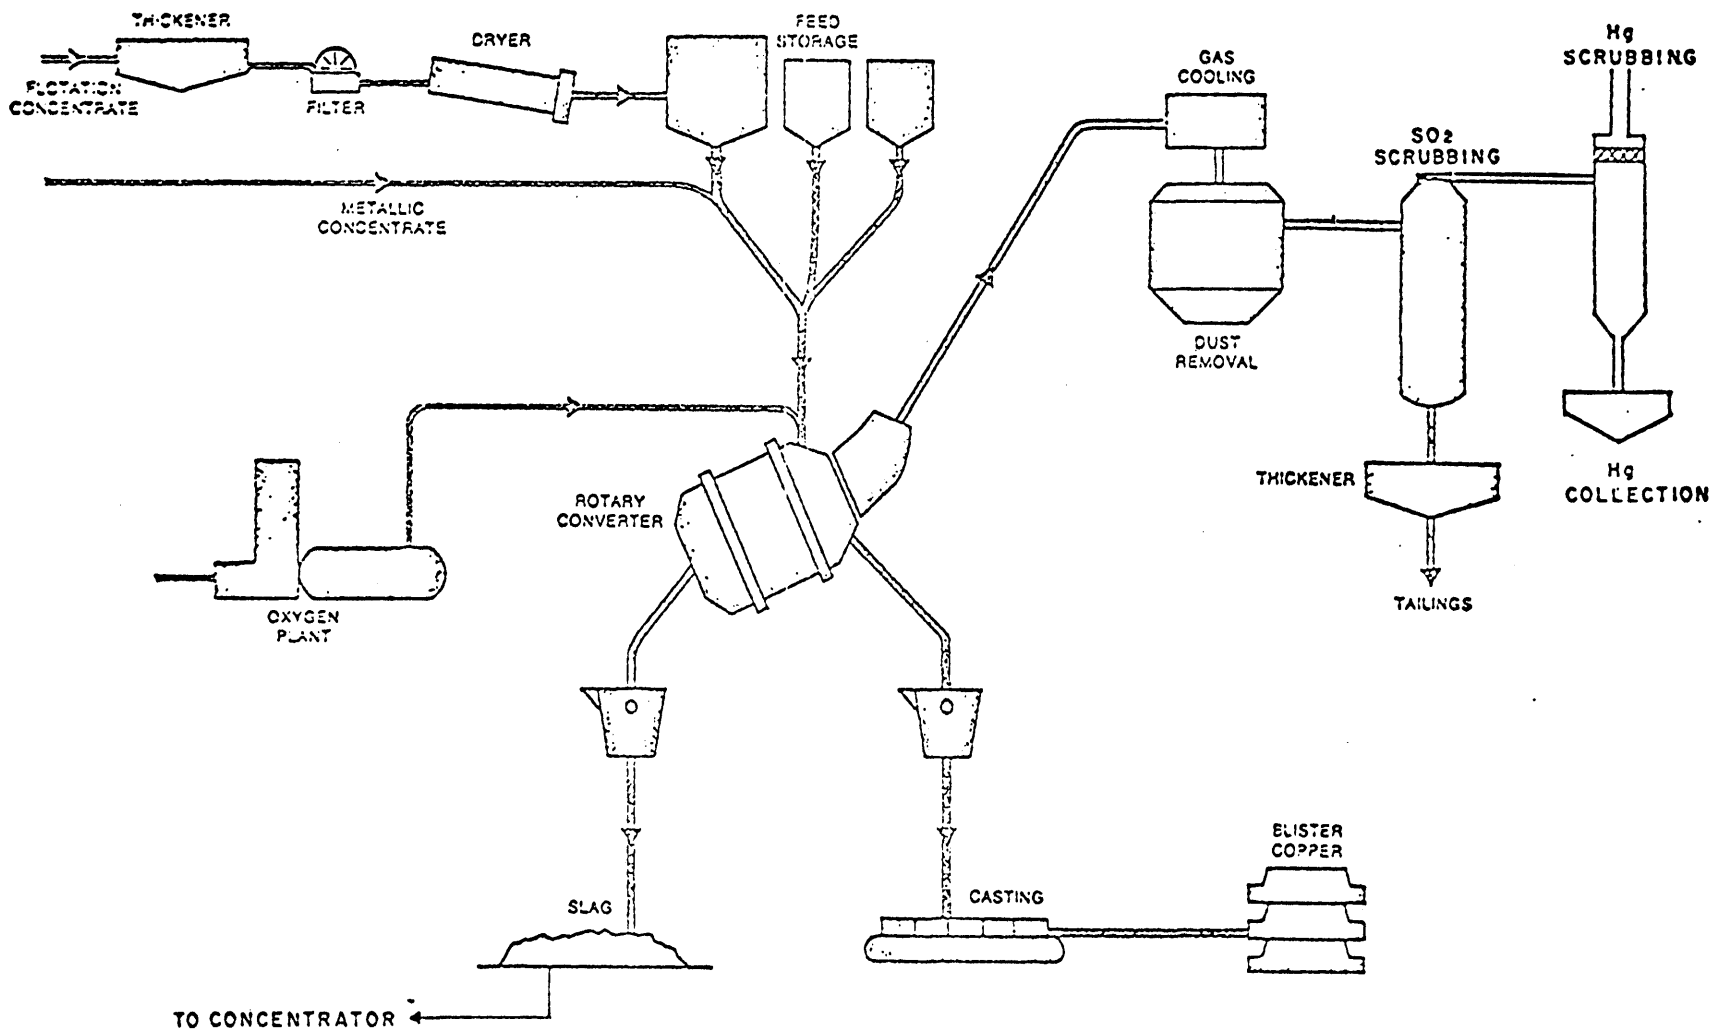 THICKENER
FLOTATION
CONCENTRATE
FILTER
DRYER
FEED
STORAGE
METALLIC
CONCENTRATE
GAS
COOLING
DUST
REMOVAL
SO2
SCRUBBING
Hg
SCRUBBING
Hg
COLLECTION
THICKENER
TAILINGS
ROTARY
CONVERTER
OXYGEN
PLANT
SLAG
TO CONCENTRATOR
CASTING
BLISTER
COPPER